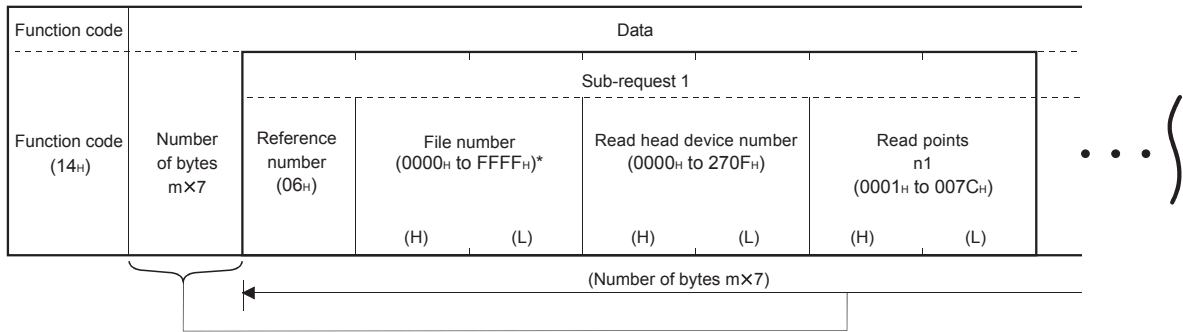 Function code
Data
Sub-request 1
Function code
(14H)
Number
of bytes
m×7
Reference
number
(06H)
File number
(0000H to FFFFH)*
(H) (L)
Read head device number
(0000H to 270FH)
(H) (L)
Read points
n1
(0001H to 007CH)
(H) (L)
(Number of bytes m×7)